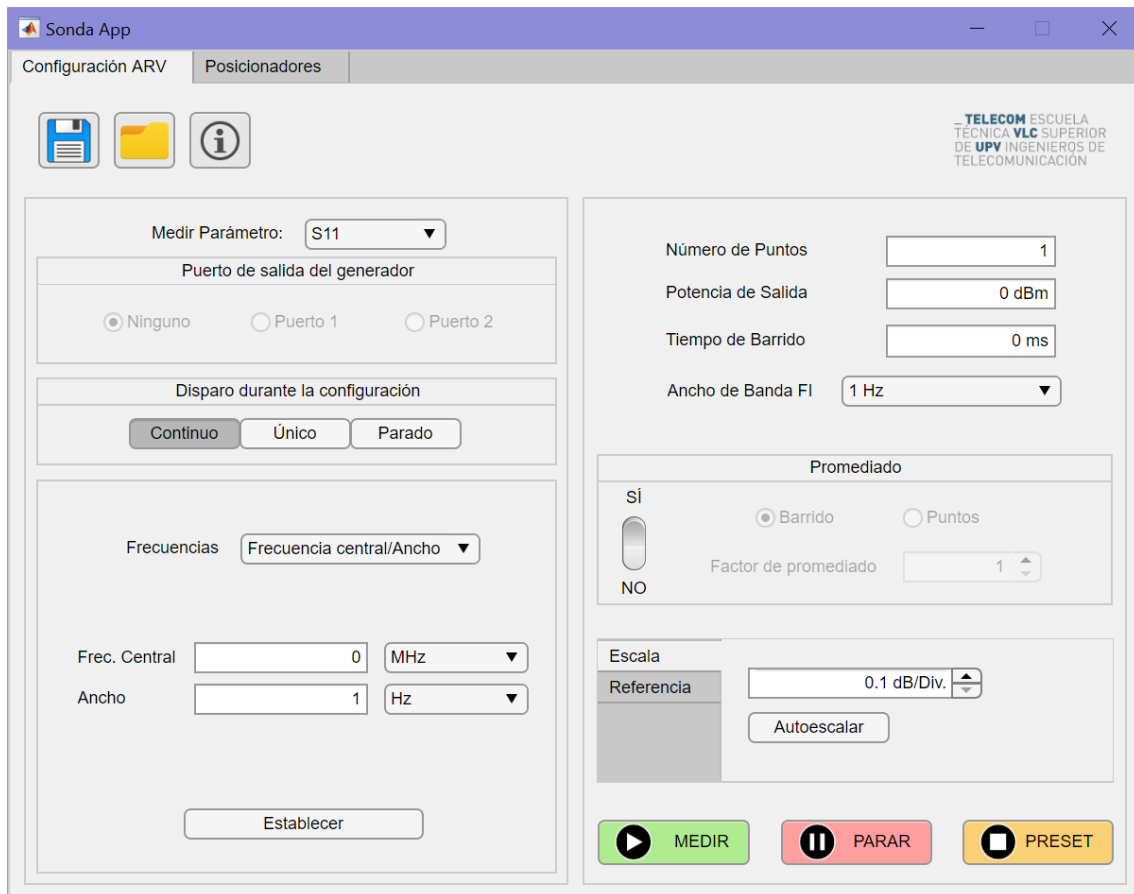 Sonda App
Configuración ARV
Posicionadores
_TELECOM ESCUELA
TÉCNICA VLC SUPERIOR
DE UPV INGENIEROS DE
TELECOMUNICACIÓN
Medir Parámetro:
S11
Puerto de salida del generador
Ninguno
Puerto 1
Puerto 2
Disparo durante la configuración
Continuo
Único
Parado
Frecuencias
Frecuencia central/Ancho
Frec. Central
0
MHz
Ancho
1
Hz
Establecer
Número de Puntos
1
Potencia de Salida
0 dBm
Tiempo de Barrido
0 ms
Ancho de Banda FI
1 Hz
Promediado
SÍ
NO
Barrido
Puntos
Factor de promediado
1
Escala
Referencia
0.1 dB/Div.
Autoescalar
MEDIR
PARAR
PRESET